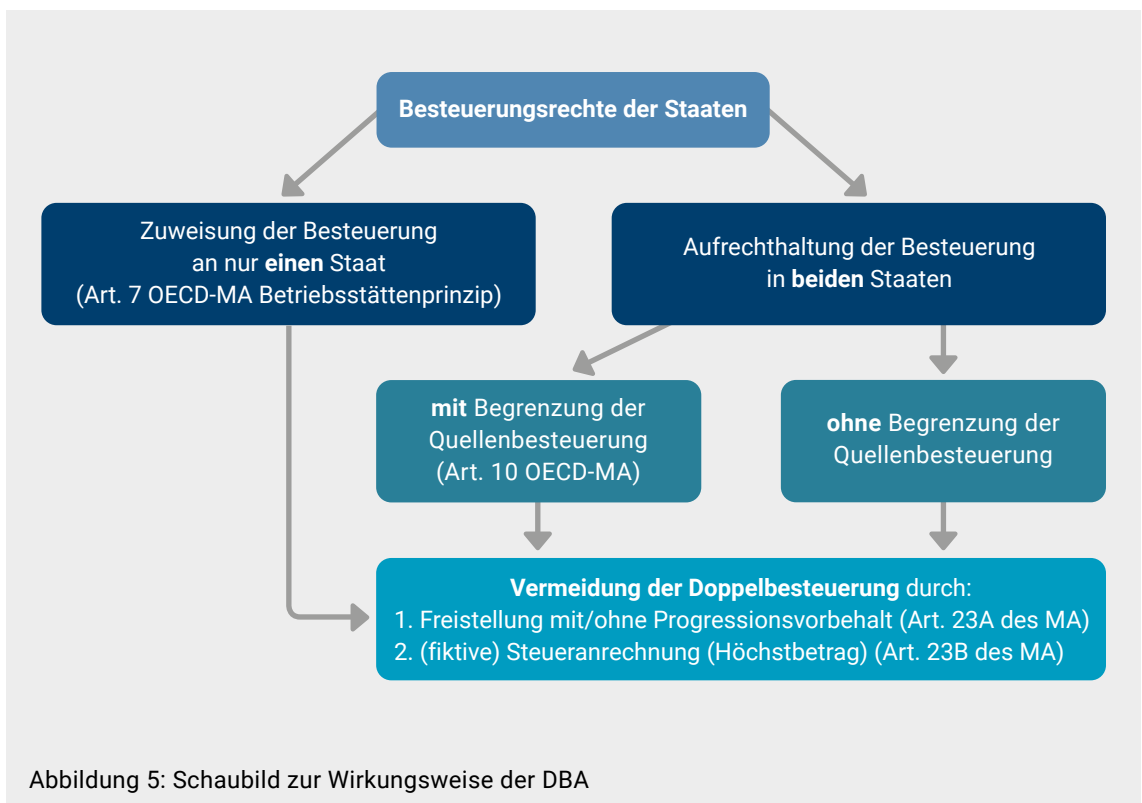 Besteuerungsrechte der Staaten
Zuweisung der Besteuerung
an nur einen Staat
(Art. 7 OECD-MA Betriebsstättenprinzip)
Aufrechthaltung der Besteuerung
in beiden Staaten
mit Begrenzung der
Quellenbesteuerung
(Art. 10 OECD-MA)
ohne Begrenzung der
Quellenbesteuerung
Vermeidung der Doppelbesteuerung durch:
1. Freistellung mit/ohne Progressionsvorbehalt (Art. 23A des MA)
2. (fiktive) Steueranrechnung (Höchstbetrag) (Art. 23B des MA)
Abbildung 5: Schaubild zur Wirkungsweise der DBA